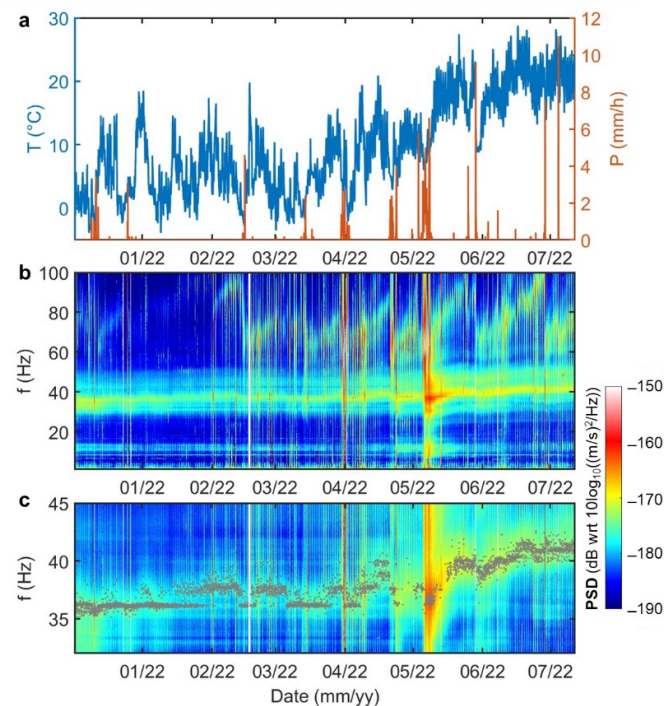 a
30
20
10
0
T (°C)
12
10
8
6
4
2
0
P (mm/h)
01/22 02/22 03/22 04/22 05/22 06/22 07/22
b
100
80
60
40
20
f (Hz)
01/22 02/22 03/22 04/22 05/22 06/22 07/22
c
45
40
35
f (Hz)
01/22 02/22 03/22 04/22 05/22 06/22 07/22
Date (mm/yy)
−150
−160
−170
−180
−190
PSD (dB wrt 10log₁₀((m/s)²/Hz))